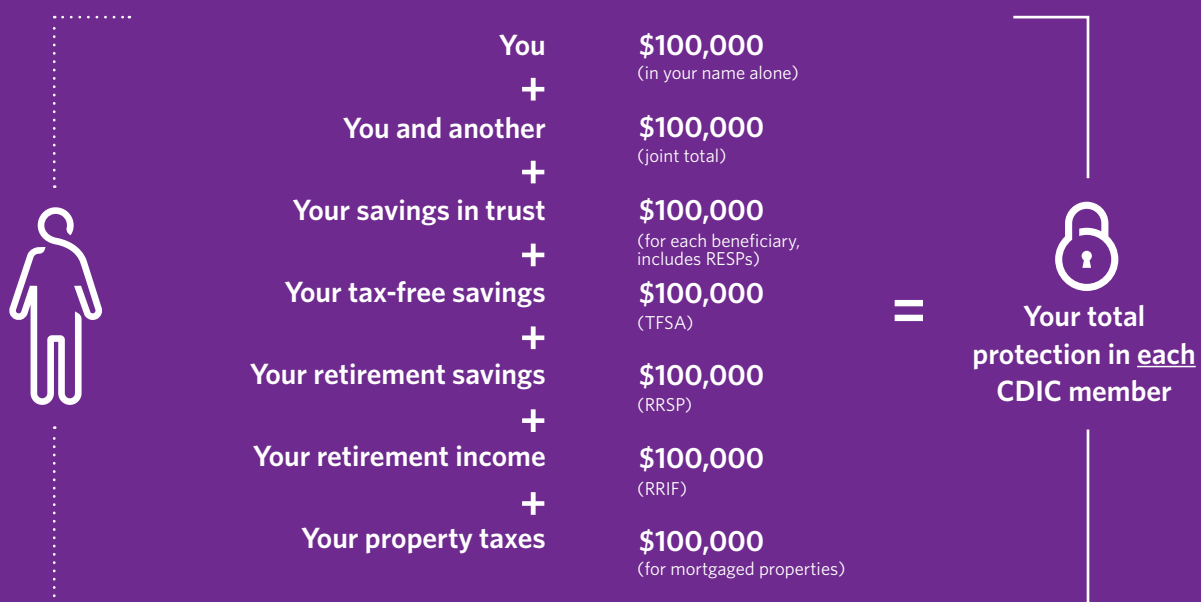 You
$100,000
(in your name alone)
+
You and another
$100,000
(joint total)
+
Your savings in trust
$100,000
(for each beneficiary,
includes RESPs)
+
Your tax-free savings
$100,000
(TFSA)
+
Your retirement savings
$100,000
(RRSP)
+
Your retirement income
$100,000
(RRIF)
+
Your property taxes
$100,000
(for mortgaged properties)
=
Your total
protection in each
CDIC member